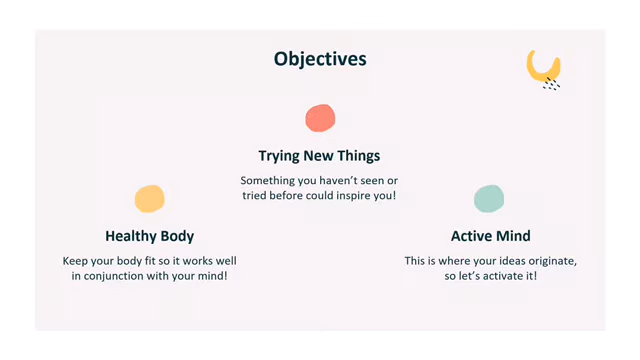 Objectives
Trying New Things
Something you haven’t seen or
tried before could inspire you!
Healthy Body
Keep your body fit so it works well
in conjunction with your mind!
Active Mind
This is where your ideas originate,
so let’s activate it!